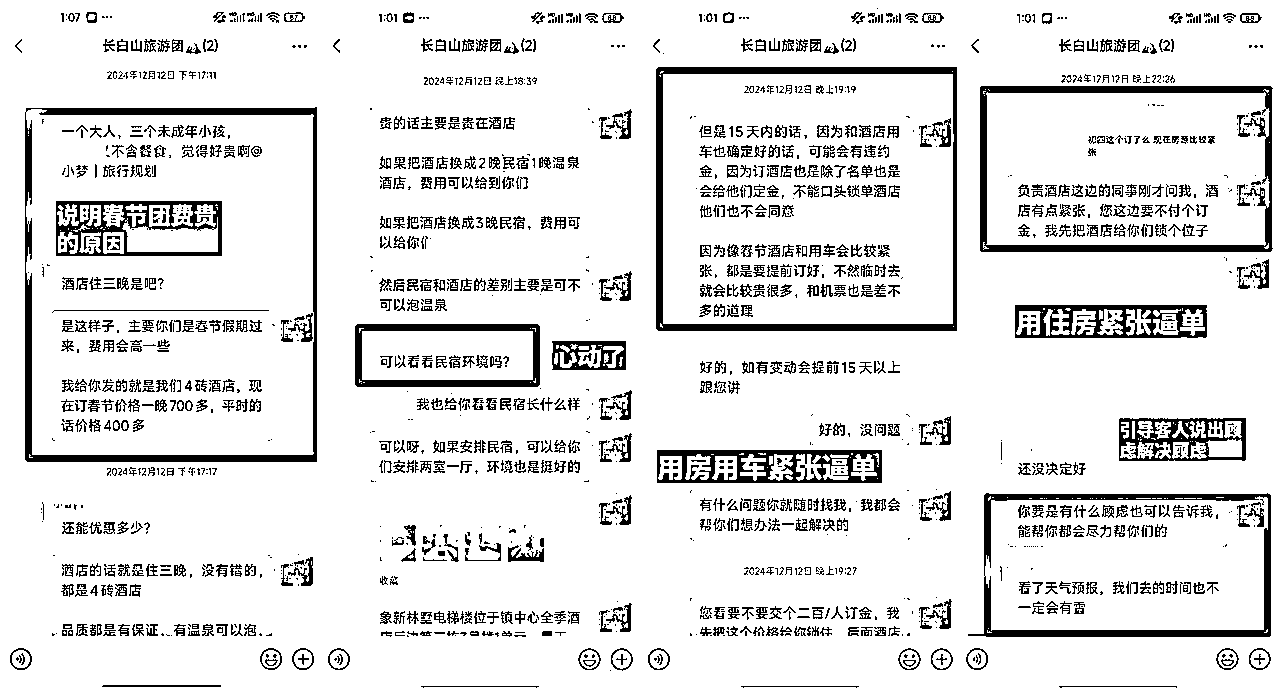 1:07
87
长白山旅游团(2)
2024年12月12日 下午17:11
一个大人，三个未成年小孩，
不含餐食，觉得好贵啊@
小梦丨旅行规划
说明春节团费贵
的原因
酒店住三晚是吧？
是这样子，主要你们是春节假期过
来，费用会高一些
我给你发的就是我们4砖酒店，现
在订春节价格一晚700多，平时的
话价格400多
2024年12月12日 下午17:17
还能优惠多少？
酒店的话就是住三晚，没有错的，
都是4砖酒店
品质都是有保证、有温泉可以泡、
1:01
88
长白山旅游团(2)
2024年12月12日 晚上18:39
贵的话主要是贵在酒店
如果把酒店换成2晚民宿1晚温泉
酒店，费用可以给到你们
如果把酒店换成3晚民宿，费用可
以给你们
然后民宿和酒店的差别主要是可不
可以泡温泉
可以看看民宿环境吗？
心动了
我也给你看看民宿长什么样
可以呀，如果安排民宿，可以给你
们安排两室一厅，环境也是挺好的
收藏
象新林墅电梯楼位于镇中心全季酒
1:01
88
长白山旅游团(2)
2024年12月12日 晚上19:19
但是15天内的话，因为和酒店用
车也确定好的话，可能会有违约
金，因为订酒店也是除了名单也是
会给他们定金，不能口头锁单酒店
他们也不会同意
因为像春节酒店和用车会比较紧
张，都是要提前订好，不然临时去
就会比较贵很多，和机票也是差不
多的道理
好的，如有变动会提前15天以上
跟您讲
好的，没问题
用房用车紧张逼单
有什么问题你就随时找我，我都会
帮你们想办法一起解决的
2024年12月12日 晚上19:27
您看要不要交个二百/人订金，我
先把这个价格给你锁住，后面酒店
1:01
88
长白山旅游团(2)
2024年12月12日 晚上22:26
初四这个订了么 现在房态比较紧
张
负责酒店这边的同事刚才问我，酒
店有点紧张，您这边要不付个订
金，我先把酒店给你们锁个位子
用住房紧张逼单
引导客人说出顾
虑解决顾虑
还没决定好
你要是有什么顾虑也可以告诉我，
能帮你都会尽力帮你们的
看了天气预报，我们去的时间也不
一定会有雪